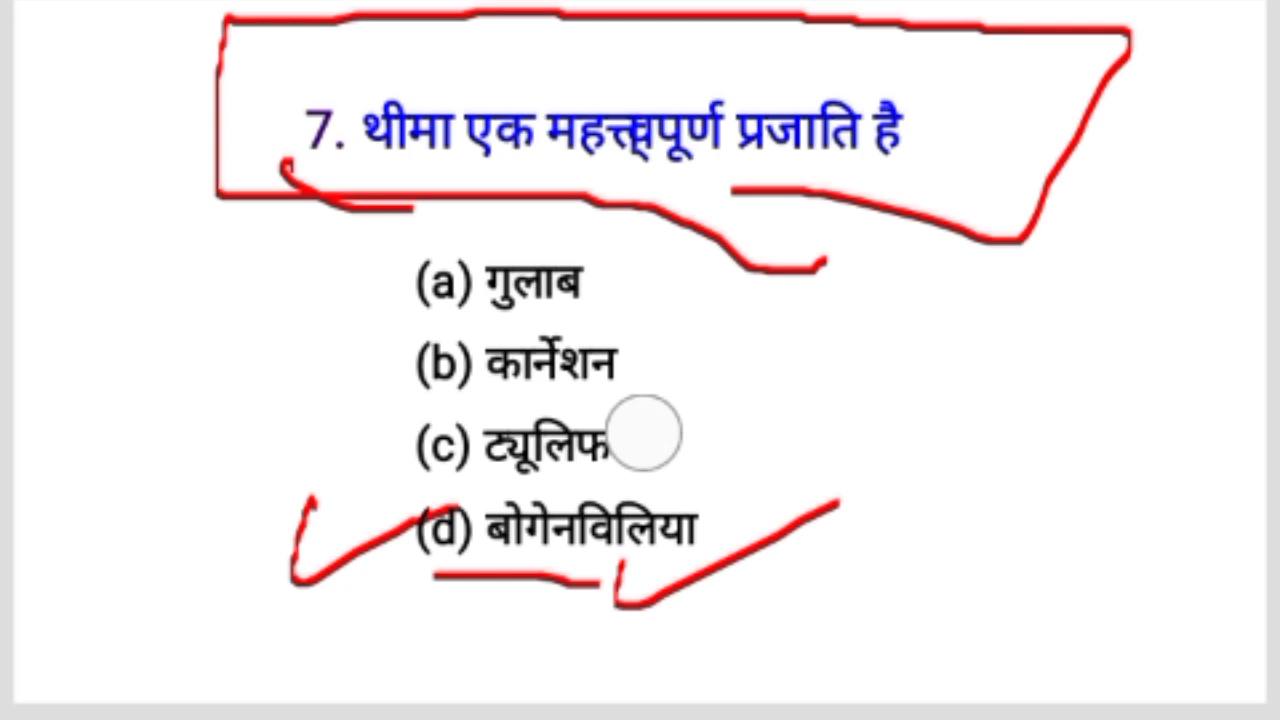 7. थीमा एक महत्त्वपूर्ण प्रजाति है
(a) गुलाब
(b) कार्नेशन
(c) ट्यूलिफ
(d) बोगेनविलिया